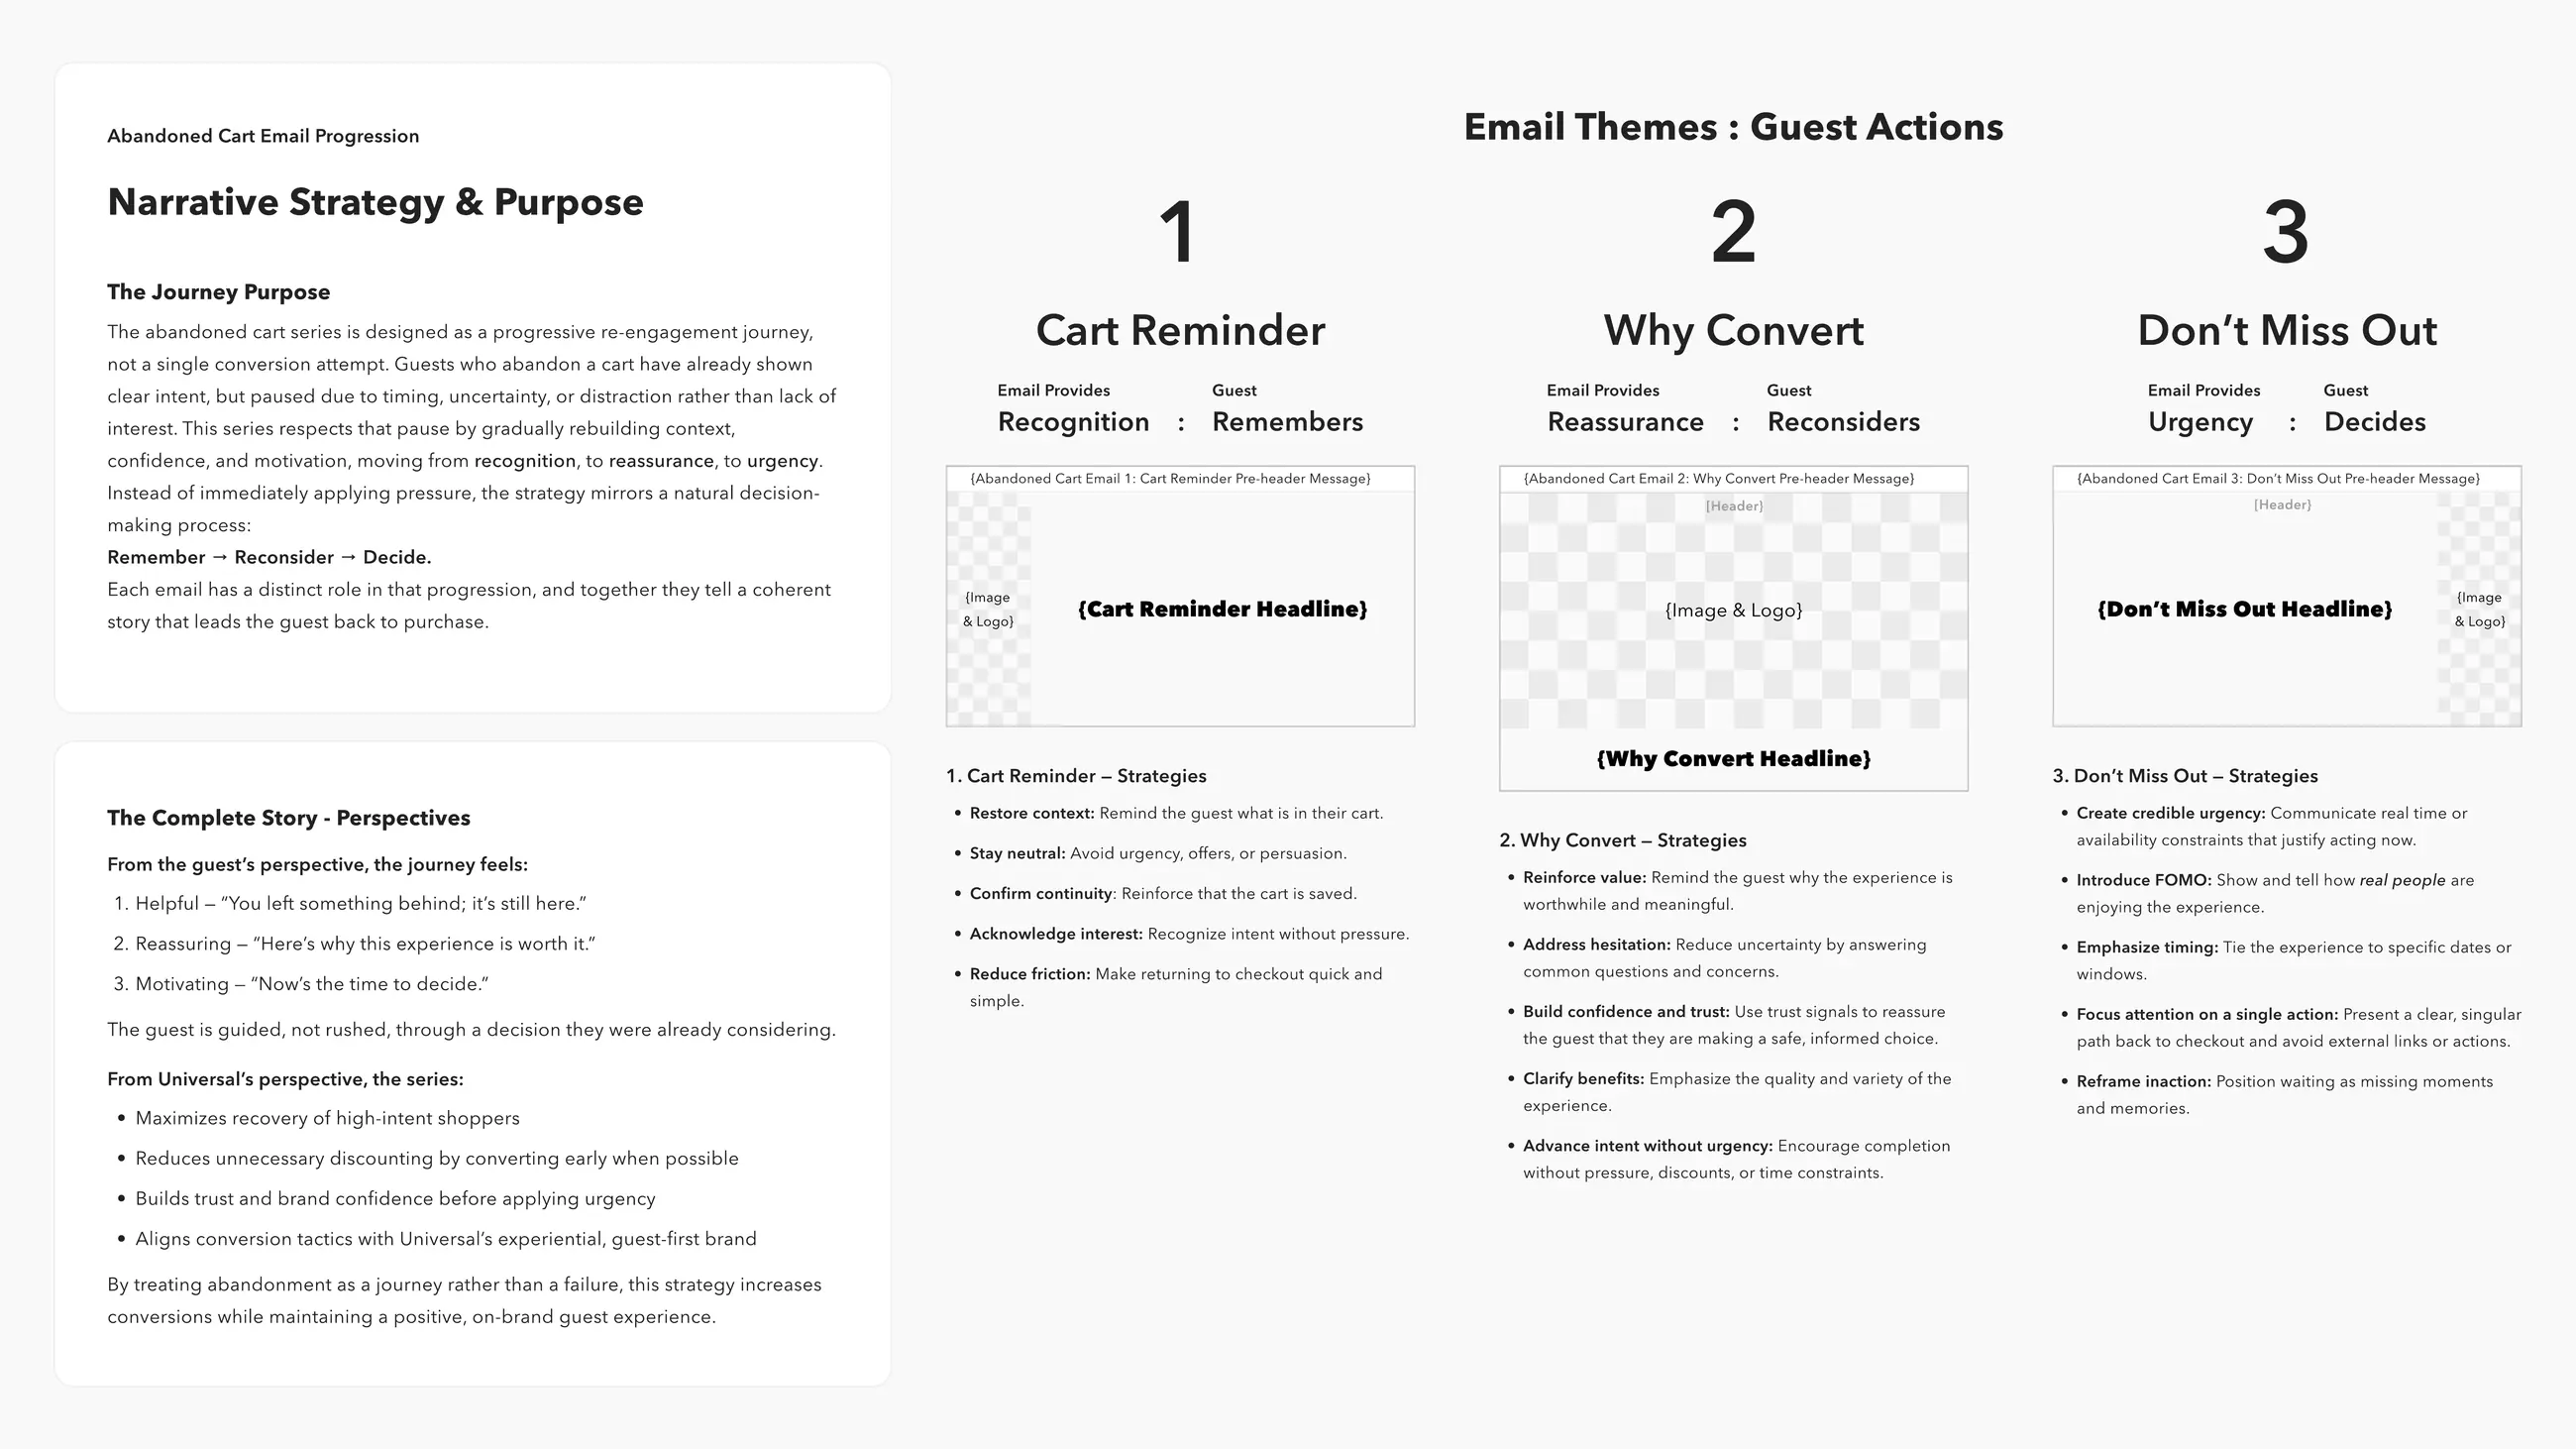 Abandoned Cart Email Progression
Narrative Strategy & Purpose
The Journey Purpose
The abandoned cart series is designed as a progressive re-engagement journey,
not a single conversion attempt. Guests who abandon a cart have already shown
clear intent, but paused due to timing, uncertainty, or distraction rather than lack of
interest. This series respects that pause by gradually rebuilding context,
confidence, and motivation, moving from recognition, to reassurance, to urgency.
Instead of immediately applying pressure, the strategy mirrors a natural decision-
making process:
Remember → Reconsider → Decide.
Each email has a distinct role in that progression, and together they tell a coherent
story that leads the guest back to purchase.
The Complete Story - Perspectives
From the guest’s perspective, the journey feels:
1. Helpful – “You left something behind; it’s still here.”
2. Reassuring – “Here’s why this experience is worth it.”
3. Motivating – “Now’s the time to decide.”
The guest is guided, not rushed, through a decision they were already considering.
From Universal’s perspective, the series:
• Maximizes recovery of high-intent shoppers
• Reduces unnecessary discounting by converting early when possible
• Builds trust and brand confidence before applying urgency
• Aligns conversion tactics with Universal’s experiential, guest-first brand
By treating abandonment as a journey rather than a failure, this strategy increases
conversions while maintaining a positive, on-brand guest experience.
Email Themes : Guest Actions
1
Cart Reminder
Email Provides Guest
Recognition : Remembers
{Abandoned Cart Email 1: Cart Reminder Pre-header Message}
{Image
& Logo}
{Cart Reminder Headline}
1. Cart Reminder – Strategies
• Restore context: Remind the guest what is in their cart.
• Stay neutral: Avoid urgency, offers, or persuasion.
• Confirm continuity: Reinforce that the cart is saved.
• Acknowledge interest: Recognize intent without pressure.
• Reduce friction: Make returning to checkout quick and
simple.
2
Why Convert
Email Provides Guest
Reassurance : Reconsiders
{Abandoned Cart Email 2: Why Convert Pre-header Message}
[Header}
{Image & Logo}
{Why Convert Headline}
2. Why Convert – Strategies
• Reinforce value: Remind the guest why the experience is
worthwhile and meaningful.
• Address hesitation: Reduce uncertainty by answering
common questions and concerns.
• Build confidence and trust: Use trust signals to reassure
the guest that they are making a safe, informed choice.
• Clarify benefits: Emphasize the quality and variety of the
experience.
• Advance intent without urgency: Encourage completion
without pressure, discounts, or time constraints.
3
Don’t Miss Out
Email Provides Guest
Urgency : Decides
{Abandoned Cart Email 3: Don’t Miss Out Pre-header Message}
[Header}
{Don’t Miss Out Headline}
{Image
& Logo}
3. Don’t Miss Out – Strategies
• Create credible urgency: Communicate real time or
availability constraints that justify acting now.
• Introduce FOMO: Show and tell how real people are
enjoying the experience.
• Emphasize timing: Tie the experience to specific dates or
windows.
• Focus attention on a single action: Present a clear, singular
path back to checkout and avoid external links or actions.
• Reframe inaction: Position waiting as missing moments
and memories.